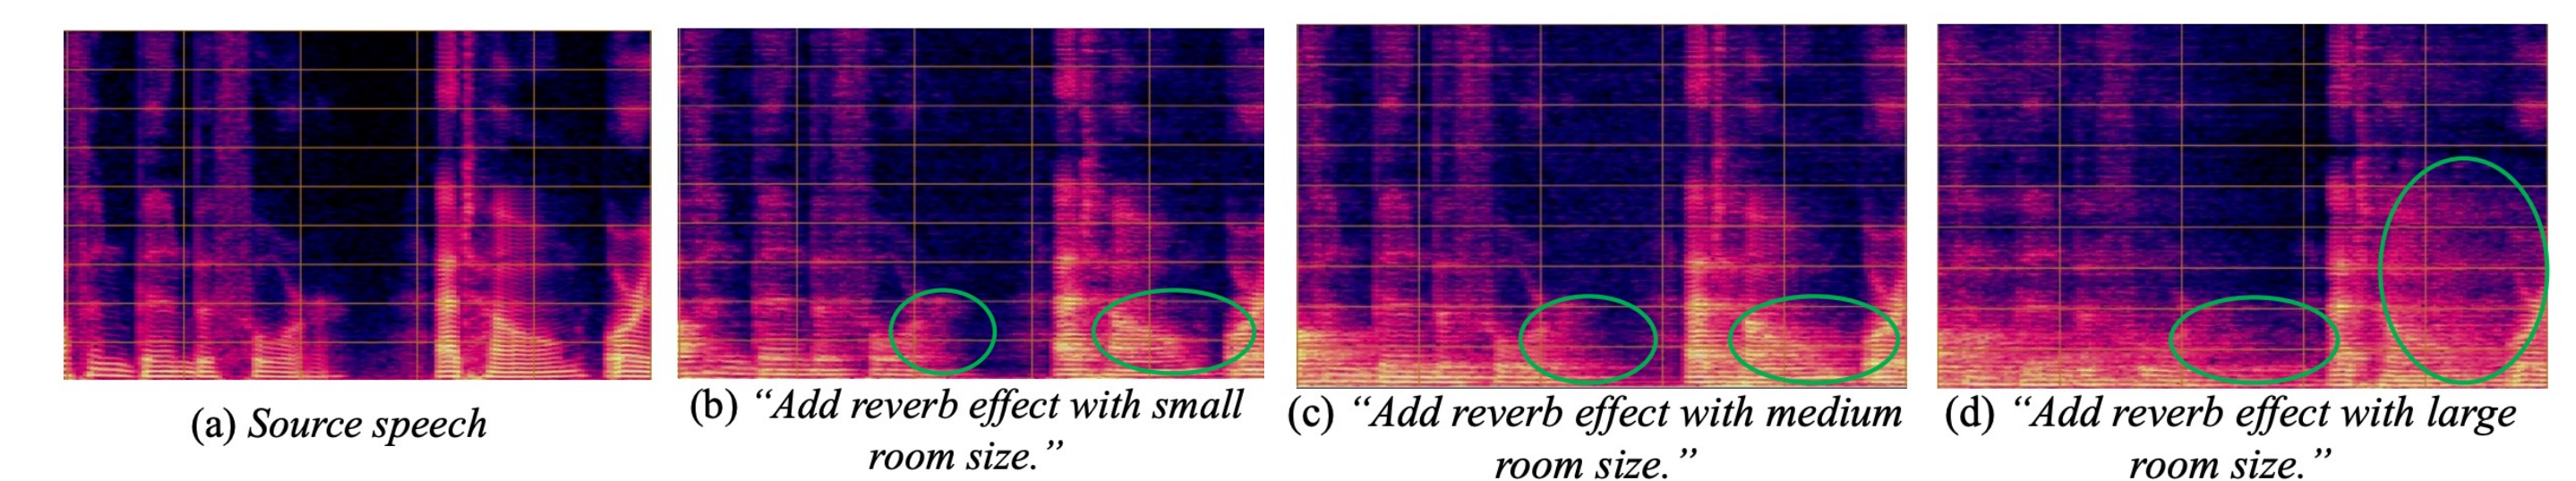 (a) Source speech
(b) “Add reverb effect with small
room size.”
(c) “Add reverb effect with medium
room size.”
(d) “Add reverb effect with large
room size.”